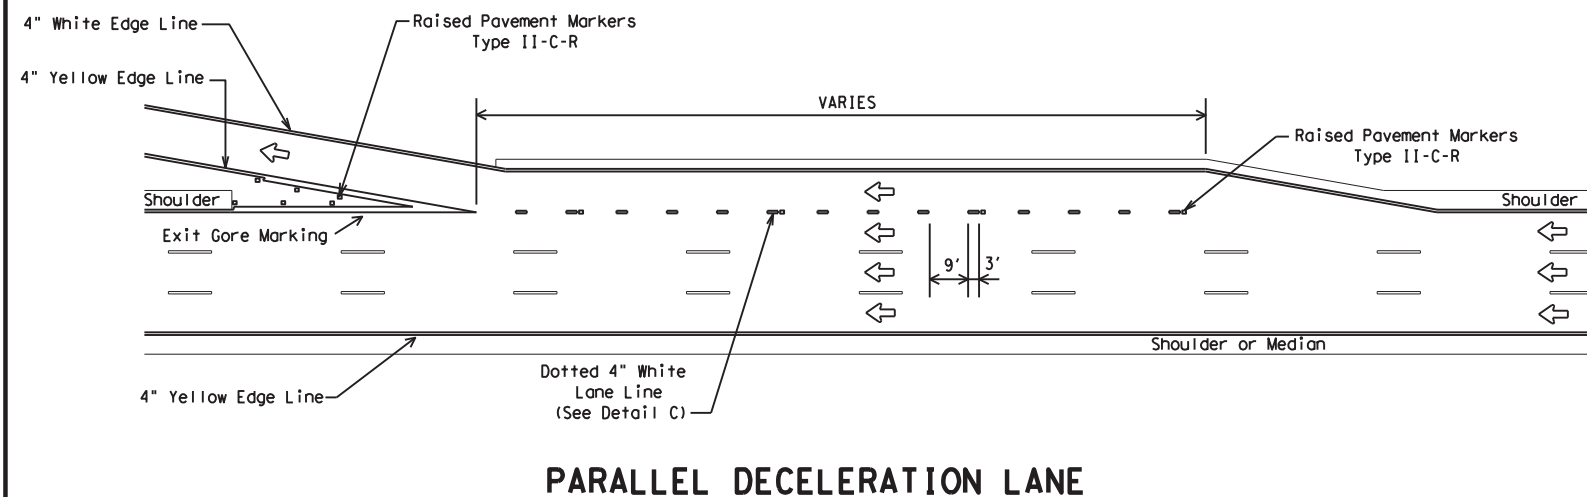 4" White Edge Line
Raised Pavement Markers
Type II-C-R
4" Yellow Edge Line
VARIES
Raised Pavement Markers
Type II-C-R
Shoulder
Shoulder
Exit Gore Marking
9'
3'
Shoulder or Median
Dotted 4" White
Lane Line
(See Detail C)
4" Yellow Edge Line
PARALLEL DECELERATION LANE